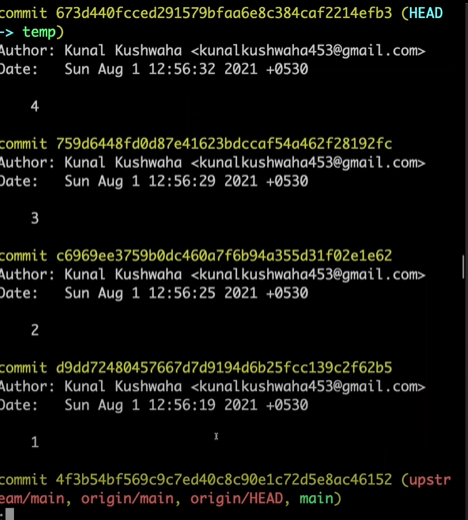 commit 673d440fcced291579bfaa6e8c384caf2214efb3 (HEAD
-> temp)
Author: Kunal Kushwaha <kunalkushwaha453@gmail.com>
Date:   Sun Aug 1 12:56:32 2021 +0530
4
commit 759d6448fd0d87e41623bdccaf54a462f28192fc
Author: Kunal Kushwaha <kunalkushwaha453@gmail.com>
Date:   Sun Aug 1 12:56:29 2021 +0530
3
commit c6969ee3759b0dc460a7f6b94a355d31f02e1e62
Author: Kunal Kushwaha <kunalkushwaha453@gmail.com>
Date:   Sun Aug 1 12:56:25 2021 +0530
2
commit d9dd72480457667d7d9194d6b25fcc139c2f62b5
Author: Kunal Kushwaha <kunalkushwaha453@gmail.com>
Date:   Sun Aug 1 12:56:19 2021 +0530
1
commit 4f3b54bf569c9c7ed40c8c90e1c72d5e8ac46152 (upstr
eam/main, origin/main, origin/HEAD, main)
: